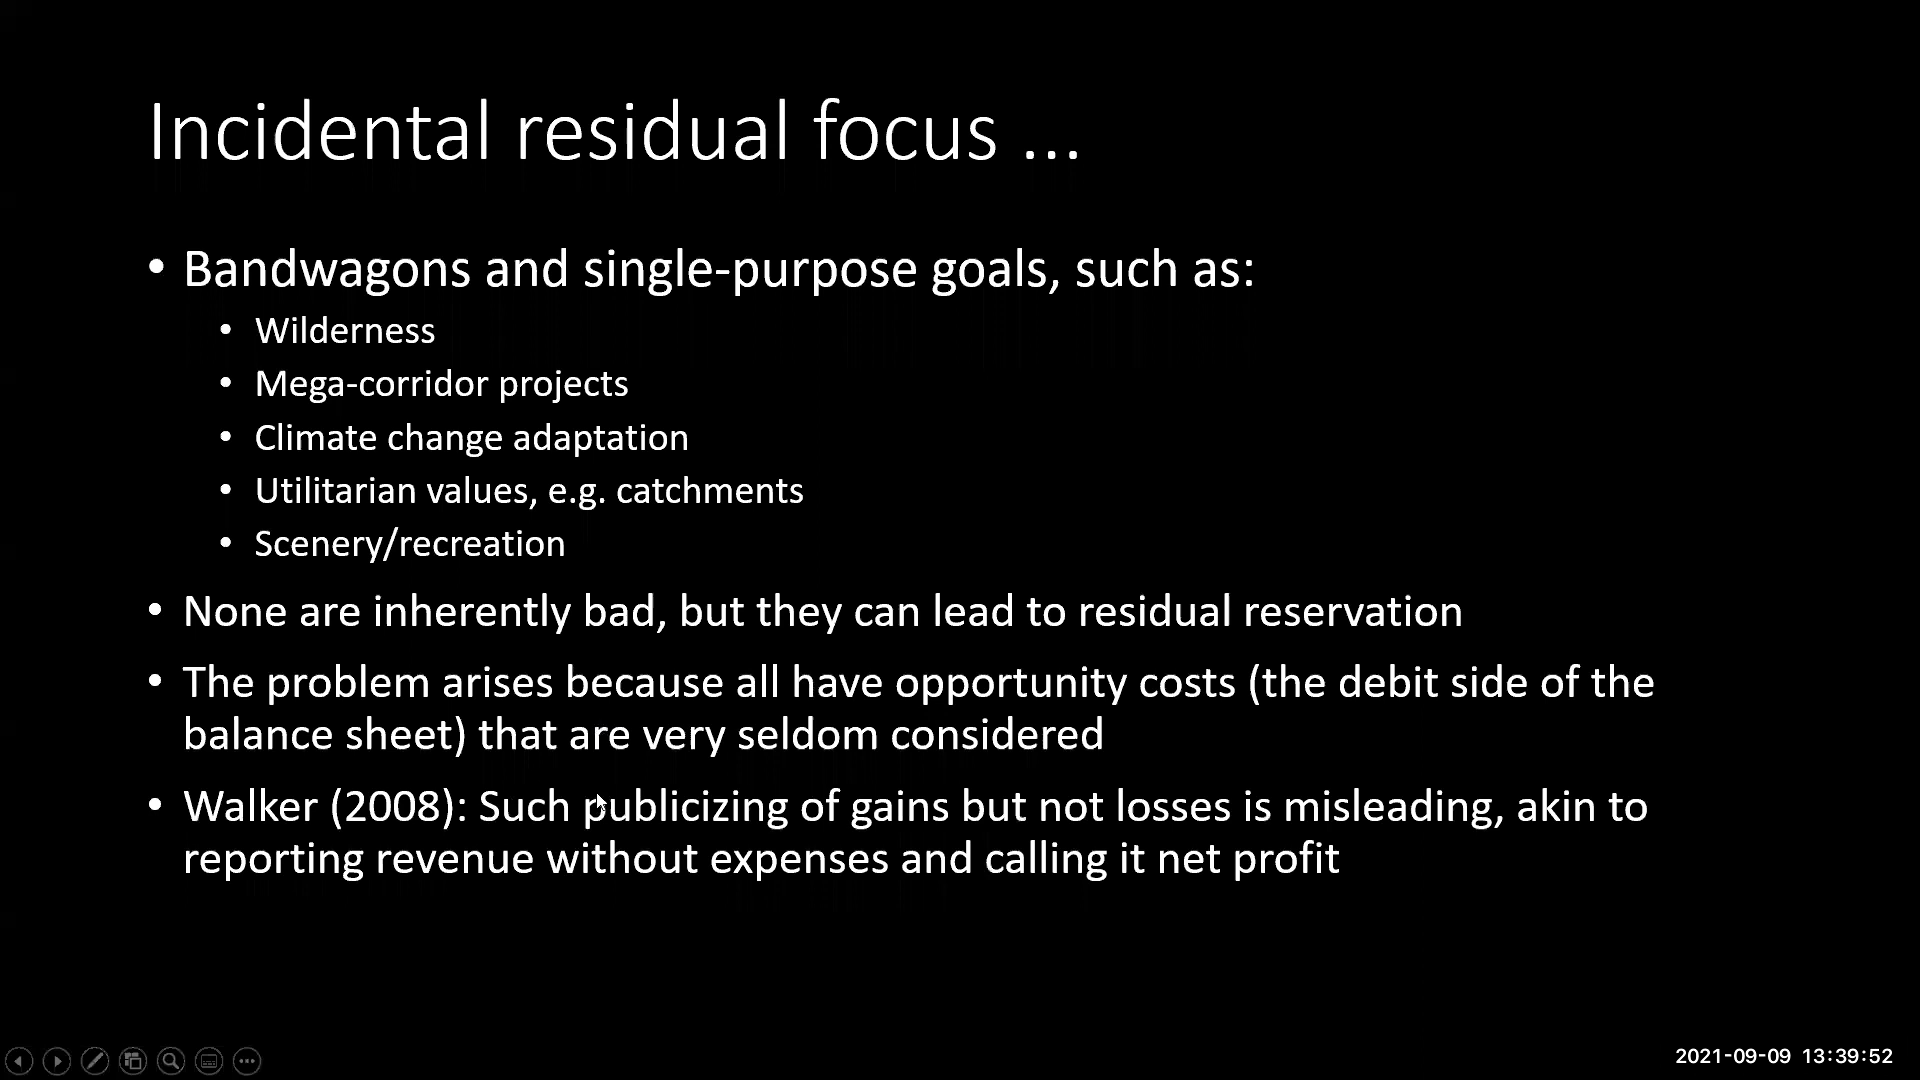 Incidental residual focus ...
• Bandwagons and single-purpose goals, such as:
• Wilderness
• Mega-corridor projects
• Climate change adaptation
• Utilitarian values, e.g. catchments
• Scenery/recreation
• None are inherently bad, but they can lead to residual reservation
• The problem arises because all have opportunity costs (the debit side of the
balance sheet) that are very seldom considered
• Walker (2008): Such publicizing of gains but not losses is misleading, akin to
reporting revenue without expenses and calling it net profit
2021-09-09 13:39:52